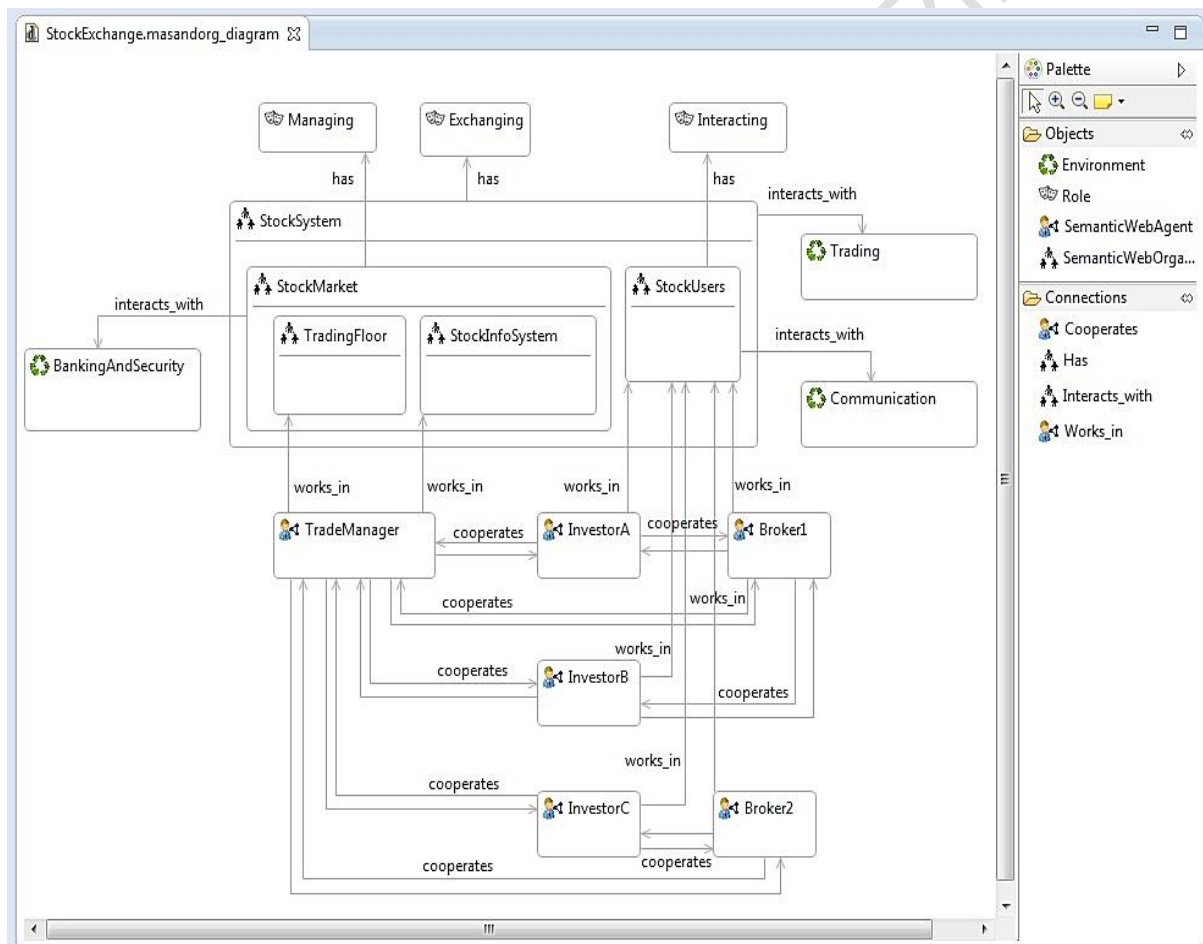 StockExchange.masandorg_diagram
Palette
Objects
Environment
Role
SemanticWebAgent
SemanticWebOrga...
Connections
Cooperates
Has
Interacts_with
Works_in
Managing
Exchanging
Interacting
has
has
has
interacts_with
StockSystem
Trading
StockMarket
StockUsers
interacts_with
TradingFloor
StockInfoSystem
interacts_with
BankingAndSecurity
Communication
works_in
works_in
works_in
works_in
TradeManager
cooperates
InvestorA
cooperates
Broker1
cooperates
works_in
works_in
cooperates
InvestorB
cooperates
works_in
cooperates
InvestorC
Broker2
cooperates
cooperates